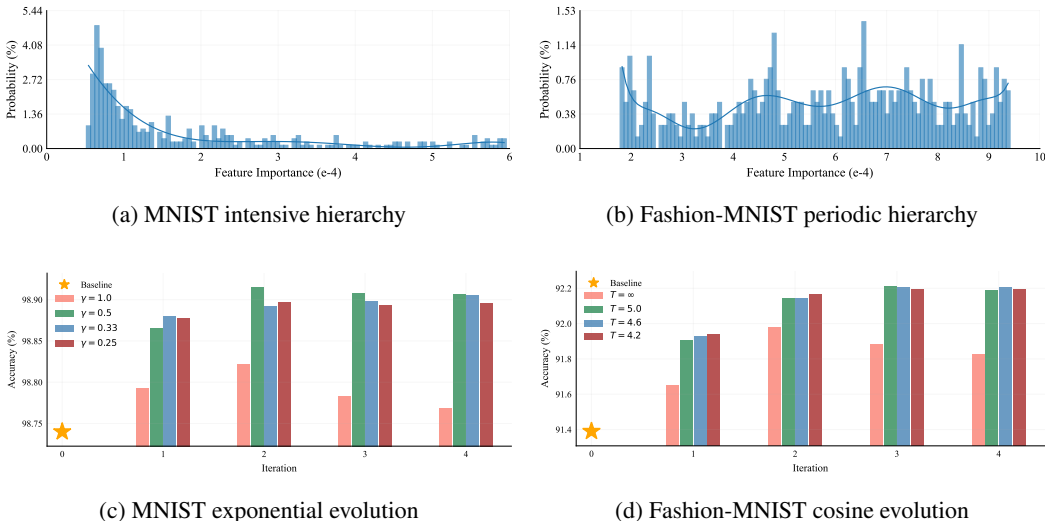 5.44
4.08
2.72
1.36
0.00
Probability (%)
0 1 2 3 4 5 6
Feature Importance (e-4)
(a) MNIST intensive hierarchy
1.53
1.14
0.76
0.38
0.00
Probability (%)
1 2 3 4 5 6 7 8 9 10
Feature Importance (e-4)
(b) Fashion-MNIST periodic hierarchy
98.90
98.85
98.80
98.75
Accuracy (%)
Baseline
γ = 1.0
γ = 0.5
γ = 0.33
γ = 0.25
0 1 2 3 4
Iteration
(c) MNIST exponential evolution
92.2
92.0
91.8
91.6
91.4
Accuracy (%)
Baseline
T = ∞
T = 5.0
T = 4.6
T = 4.2
0 1 2 3 4
Iteration
(d) Fashion-MNIST cosine evolution